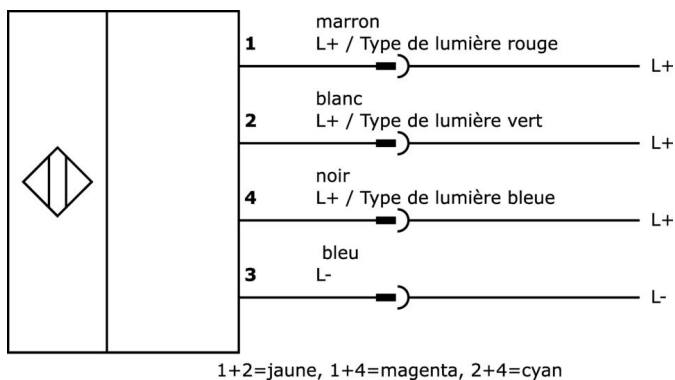 marron
1 L+ / Type de lumière rouge L+
blanc
2 L+ / Type de lumière vert L+
noir
4 L+ / Type de lumière bleue L+
bleu
3 L- L-
1+2=jaune, 1+4=magenta, 2+4=cyan